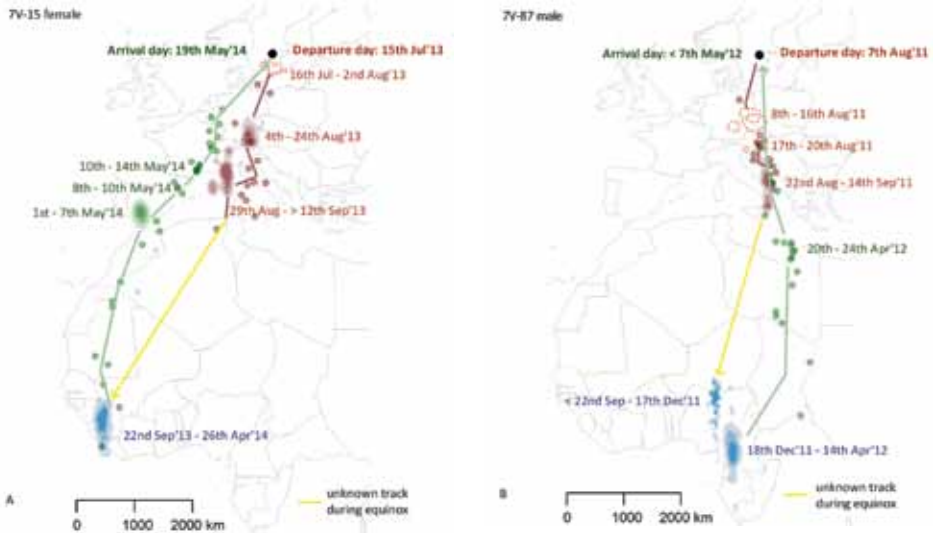 7V-15 female
Arrival day: 19th May'14
Departure day: 15th Jul'13
16th Jul - 2nd Aug'13
4th - 24th Aug'13
10th - 14th May'14
8th - 10th May'14
1st - 7th May'14
29th Aug - > 12th Sep'13
22nd Sep'13 - 26th Apr'14
A
unknown track
during equinox
0 1000 2000 km
7V-87 male
Arrival day: < 7th May'12
Departure day: 7th Aug'11
8th - 16th Aug'11
17th - 20th Aug'11
22nd Aug - 14th Sep'11
20th - 24th Apr'12
< 22nd Sep - 17th Dec'11
18th Dec'11 - 14th Apr'12
B
unknown track
during equinox
0 1000 2000 km